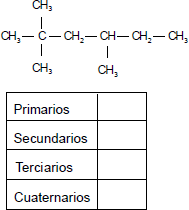 CH₃
CH₃ — C — CH₂ — CH — CH₂ — CH₃
CH₃ CH₃
Primarios
Secundarios
Terciarios
Cuaternarios